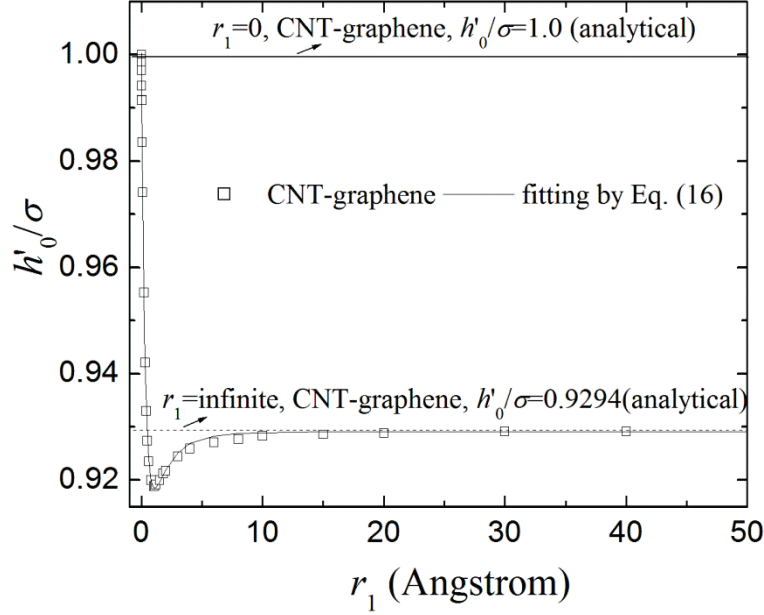 r1=0, CNT-graphene, h'0/σ=1.0 (analytical)
1.00
0.98
CNT-graphene fitting by Eq. (16)
0.96
h'0/σ
0.94
r1=infinite, CNT-graphene, h'0/σ=0.9294(analytical)
0.92
0 10 20 30 40 50
r1 (Angstrom)